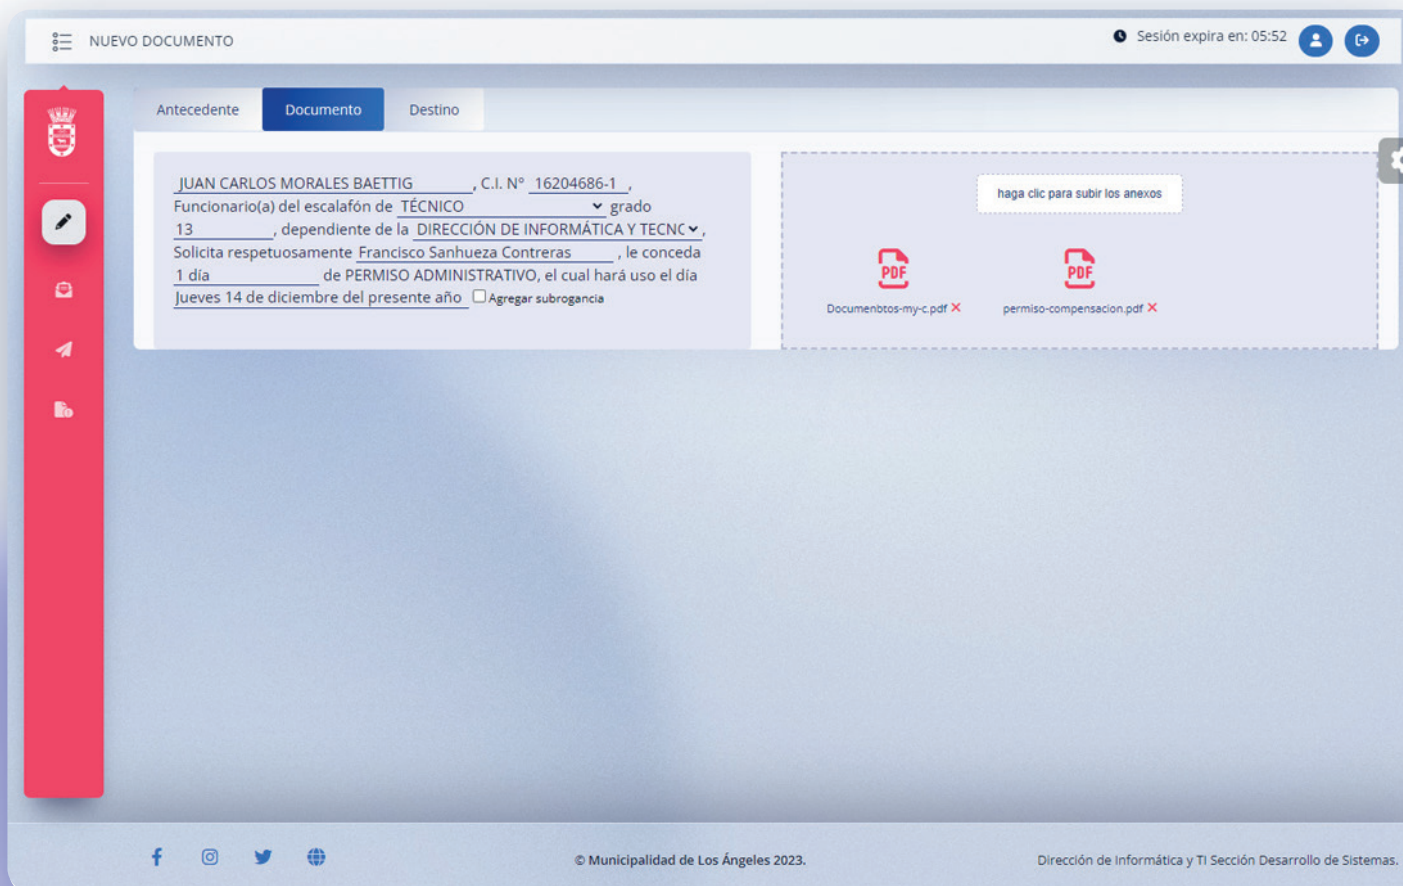 NUEVO DOCUMENTO
Sesión expira en: 05:52
Antecedente
Documento
Destino
JUAN CARLOS MORALES BAETTIG , C.I. N° 16204686-1 ,
Funcionario(a) del escalafón de TÉCNICO grado
13 , dependiente de la DIRECCIÓN DE INFORMÁTICA Y TECNC ,
Solicita respetuosamente Francisco Sanhueza Contreras , le conceda
1 día de PERMISO ADMINISTRATIVO, el cual hará uso el día
Jueves 14 de diciembre del presente año Agregar subrogancia
haga clic para subir los anexos
PDF
PDF
Documenbtos-my-c.pdf ×
permiso-compensacion.pdf ×
© Municipalidad de Los Ángeles 2023.
Dirección de Informática y TI Sección Desarrollo de Sistemas.